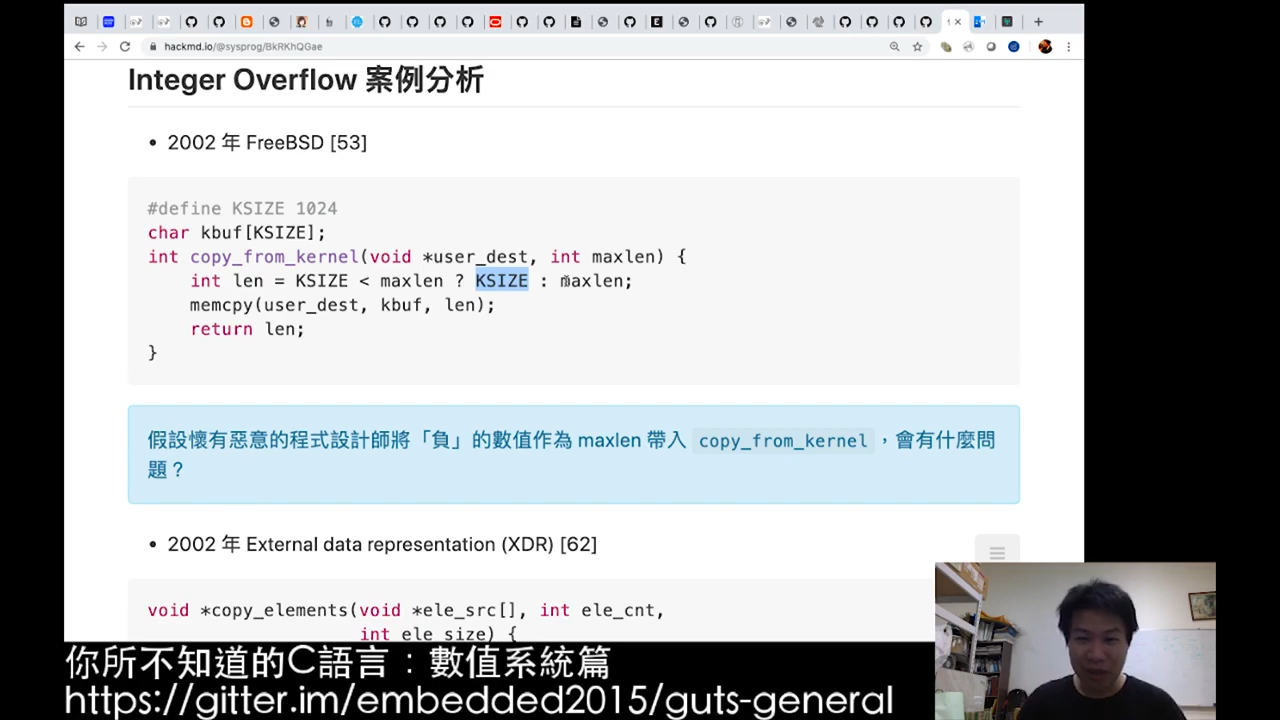 hackmd.io/@sysprog/BkRKhQGae
Integer Overflow 案例分析
• 2002 年 FreeBSD [53]
#define KSIZE 1024
char kbuf[KSIZE];
int copy_from_kernel(void *user_dest, int maxlen) {
    int len = KSIZE < maxlen ? KSIZE : maxlen;
    memcpy(user_dest, kbuf, len);
    return len;
}
假設懷有惡意的程式設計師將「負」的數值作為 maxlen 帶入 copy_from_kernel，會有什麼問
題？
• 2002 年 External data representation (XDR) [62]
void *copy_elements(void *ele_src[], int ele_cnt,
                    int ele_size) {
你所不知道的C語言：數值系統篇
https://gitter.im/embedded2015/guts-general